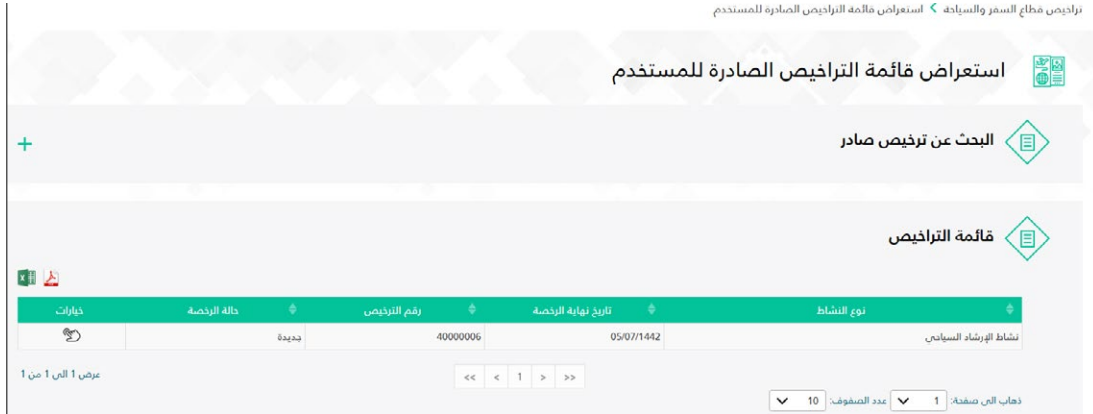 تراخيص قطاع السفر والسياحة > استعراض قائمة التراخيص الصادرة للمستخدم
استعراض قائمة التراخيص الصادرة للمستخدم
البحث عن ترخيص صادر
قائمة التراخيص
نوع النشاط تاريخ نهاية الرخصة رقم الترخيص حالة الرخصة خيارات
نشاط الإرشاد السياحي 05/07/1442 40000006 جديدة
<< < 1 > >>
عرض 1 الى 1 من 1
ذهاب الى صفحة: 1 عدد الصفوف: 10